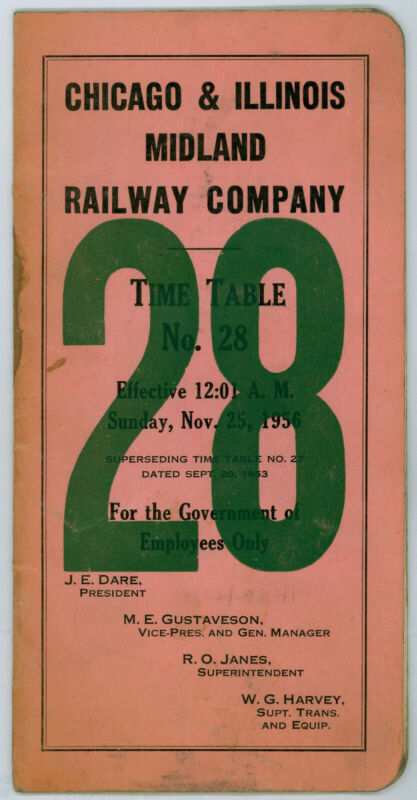 CHICAGO & ILLINOIS
MIDLAND
RAILWAY COMPANY
28
TIME TABLE
No. 28
Effective 12:01 A. M.
Sunday, Nov. 25, 1956
SUPERSEDING TIME TABLE NO. 27
DATED SEPT. 20, 1953
For the Government of
Employees Only
J. E. DARE,
PRESIDENT
M. E. GUSTAVESON,
VICE-PRES. AND GEN. MANAGER
R. O. JANES,
SUPERINTENDENT
W. G. HARVEY,
SUPT. TRANS.
AND EQUIP.